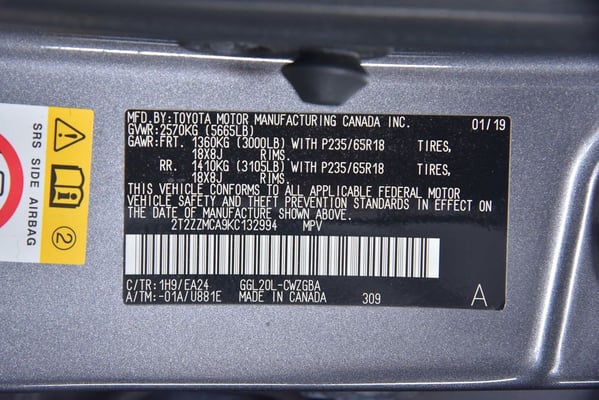 MFD.BY:TOYOTA MOTOR MANUFACTURING CANADA INC. 01/19
GVWR:2570KG (5665LB)
GAWR:FRT. 1360KG (3000LB) WITH P235/65R18 TIRES,
18X8J RIMS.
RR. 1410KG (3105LB) WITH P235/65R18 TIRES,
18X8J RIMS.
THIS VEHICLE CONFORMS TO ALL APPLICABLE FEDERAL MOTOR
VEHICLE SAFETY AND THEFT PREVENTION STANDARDS IN EFFECT ON
THE DATE OF MANUFACTURE SHOWN ABOVE.
2T2ZZMCA9KC132994 MPV
C/TR:1H9/EA24 GGL20L-CWZGBA
A/TM:-01A/U881E MADE IN CANADA 309 A
SRS SIDE AIRBAG
2